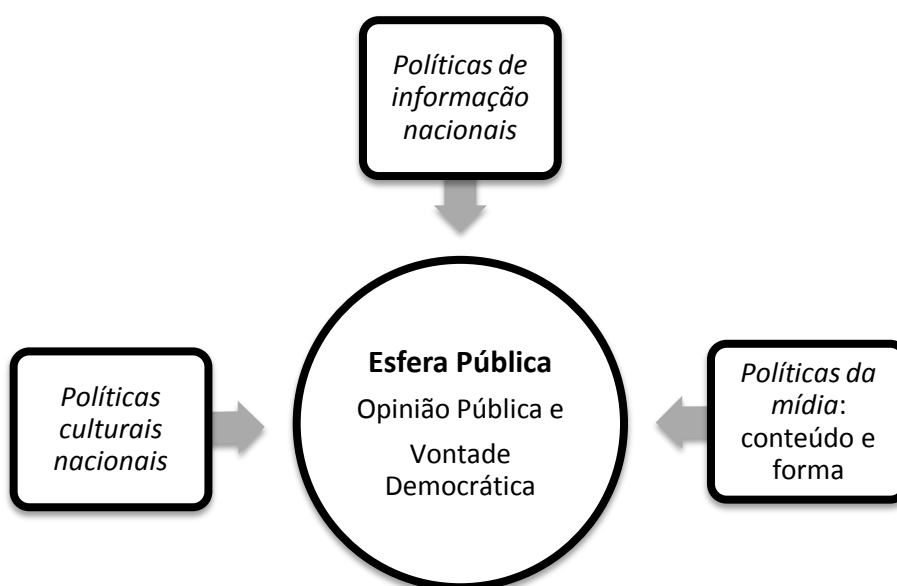 Políticas de
informação
nacionais
Políticas
culturais
nacionais
Esfera Pública
Opinião Pública e
Vontade
Democrática
Políticas da
mídia:
conteúdo e
forma